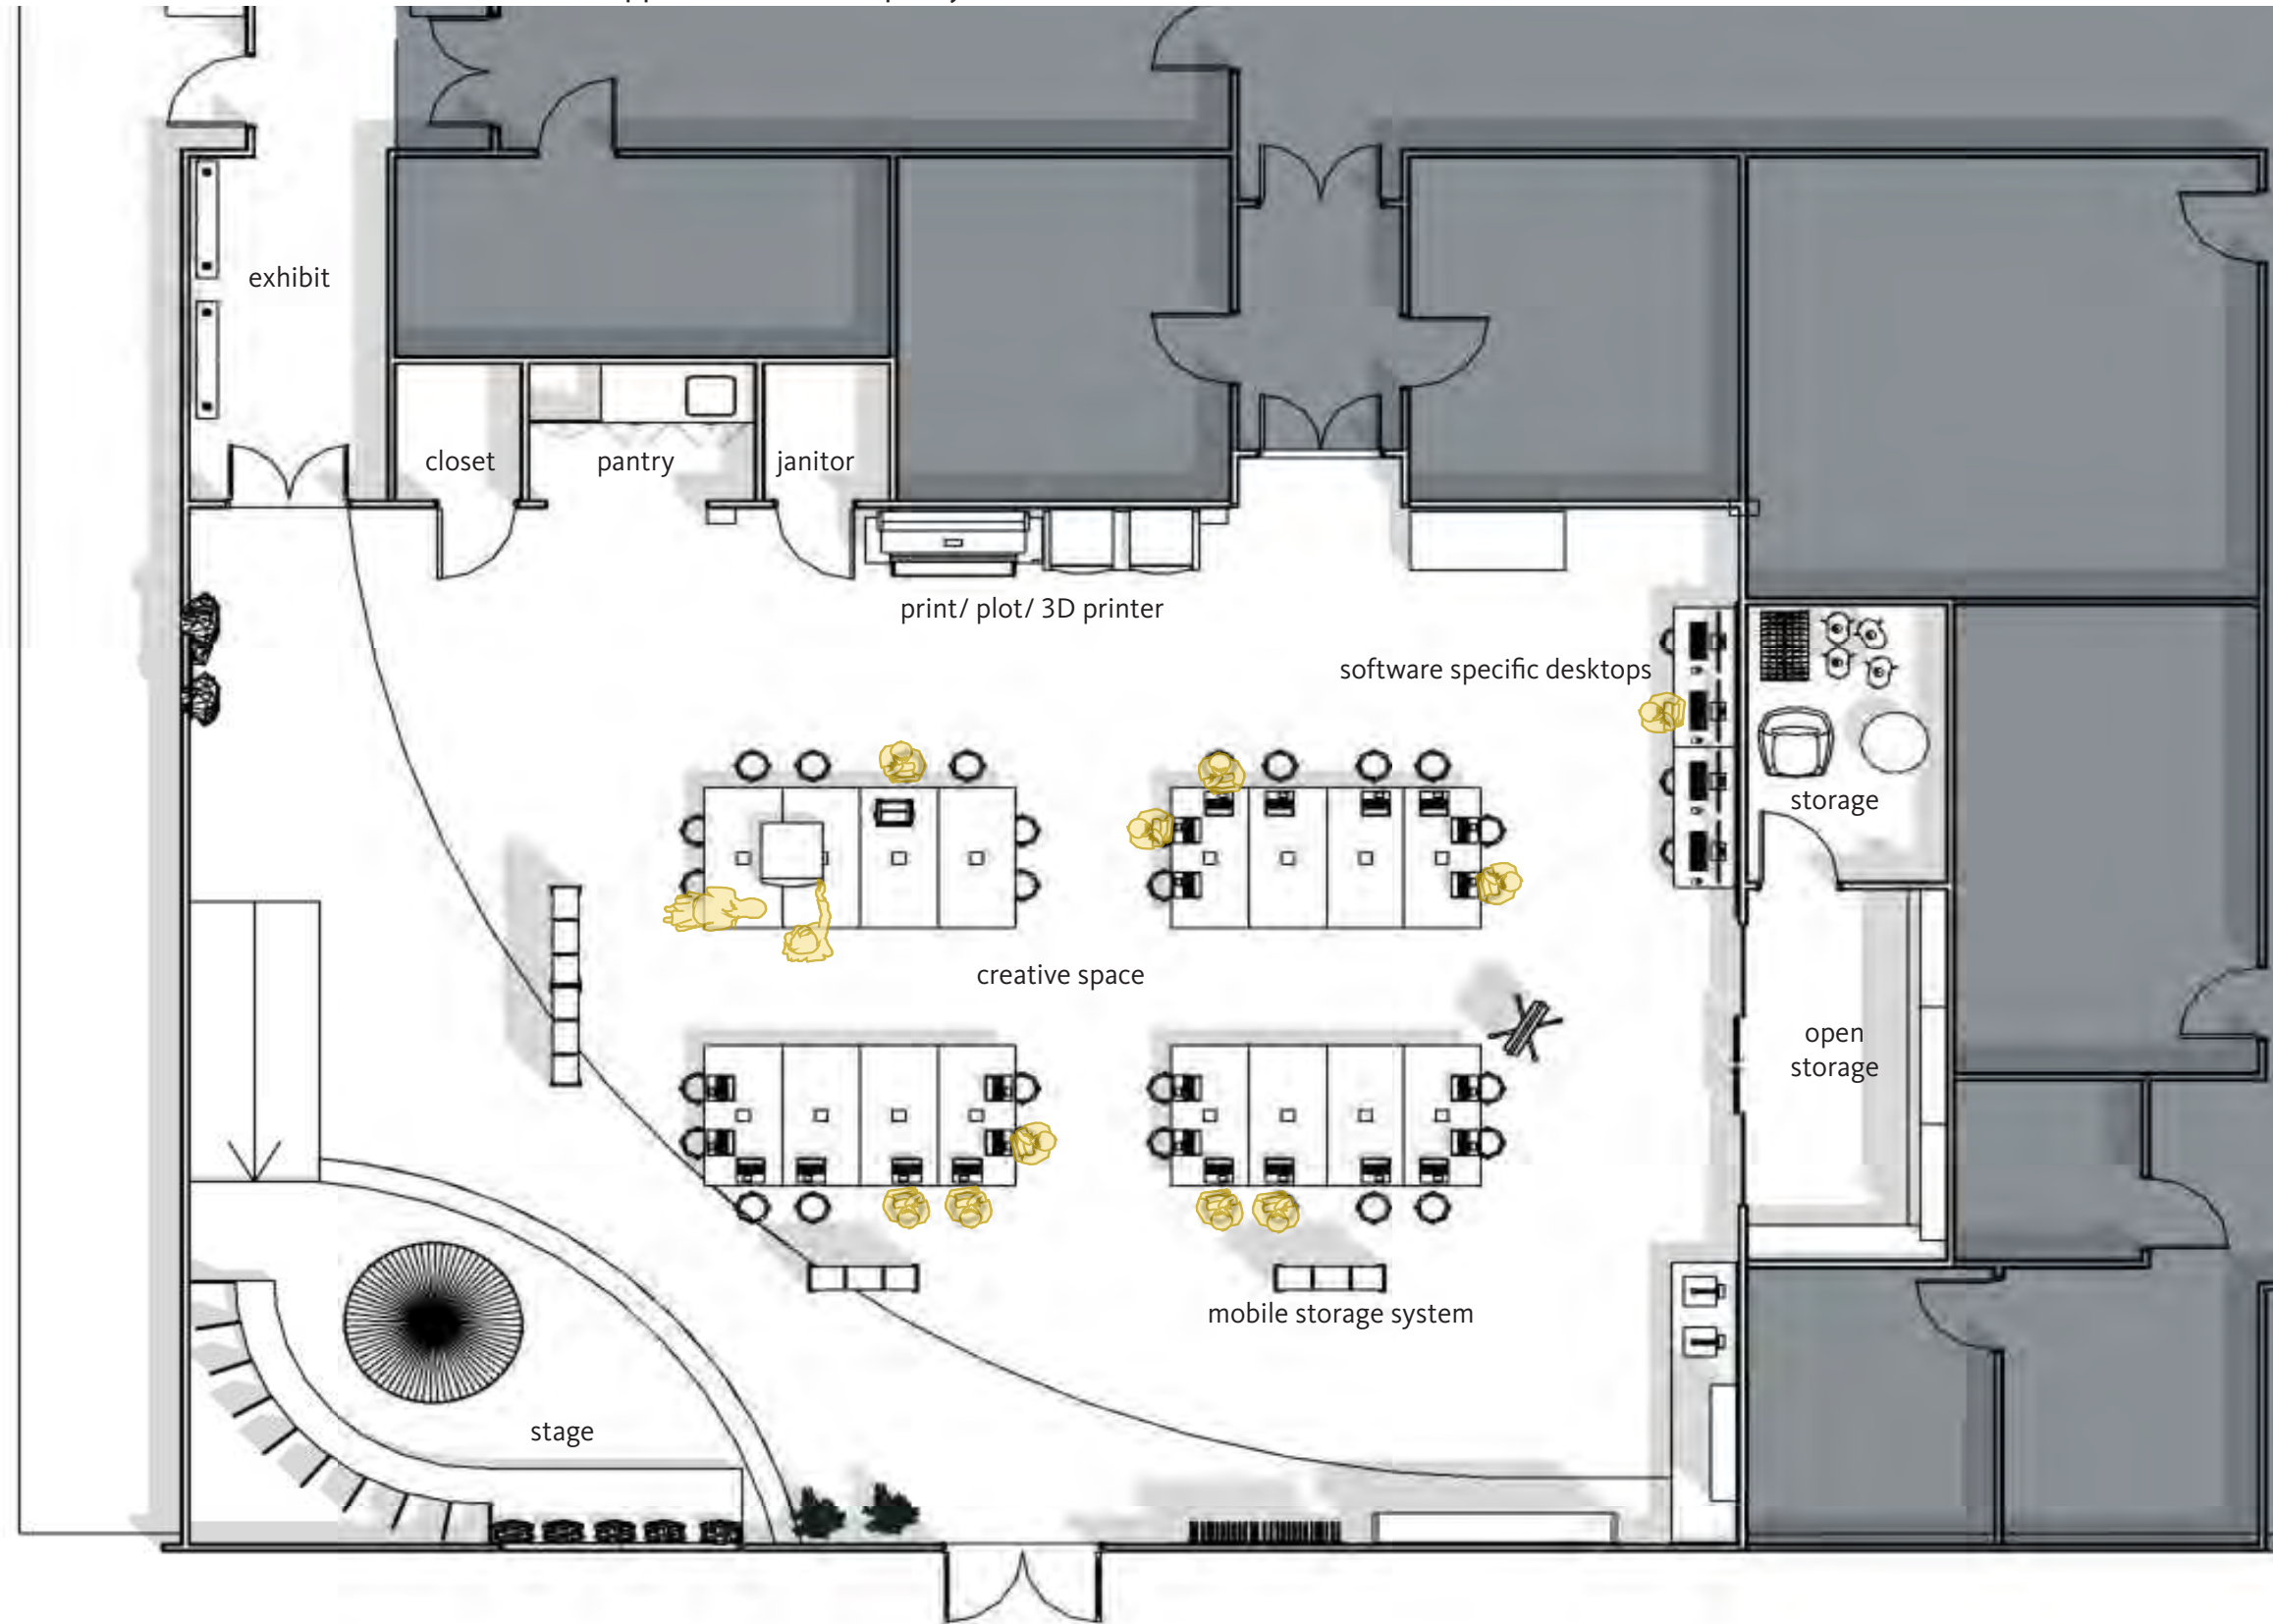 exhibit
closet
pantry
janitor
print/ plot/ 3D printer
software specific desktops
storage
creative space
open
storage
mobile storage system
stage